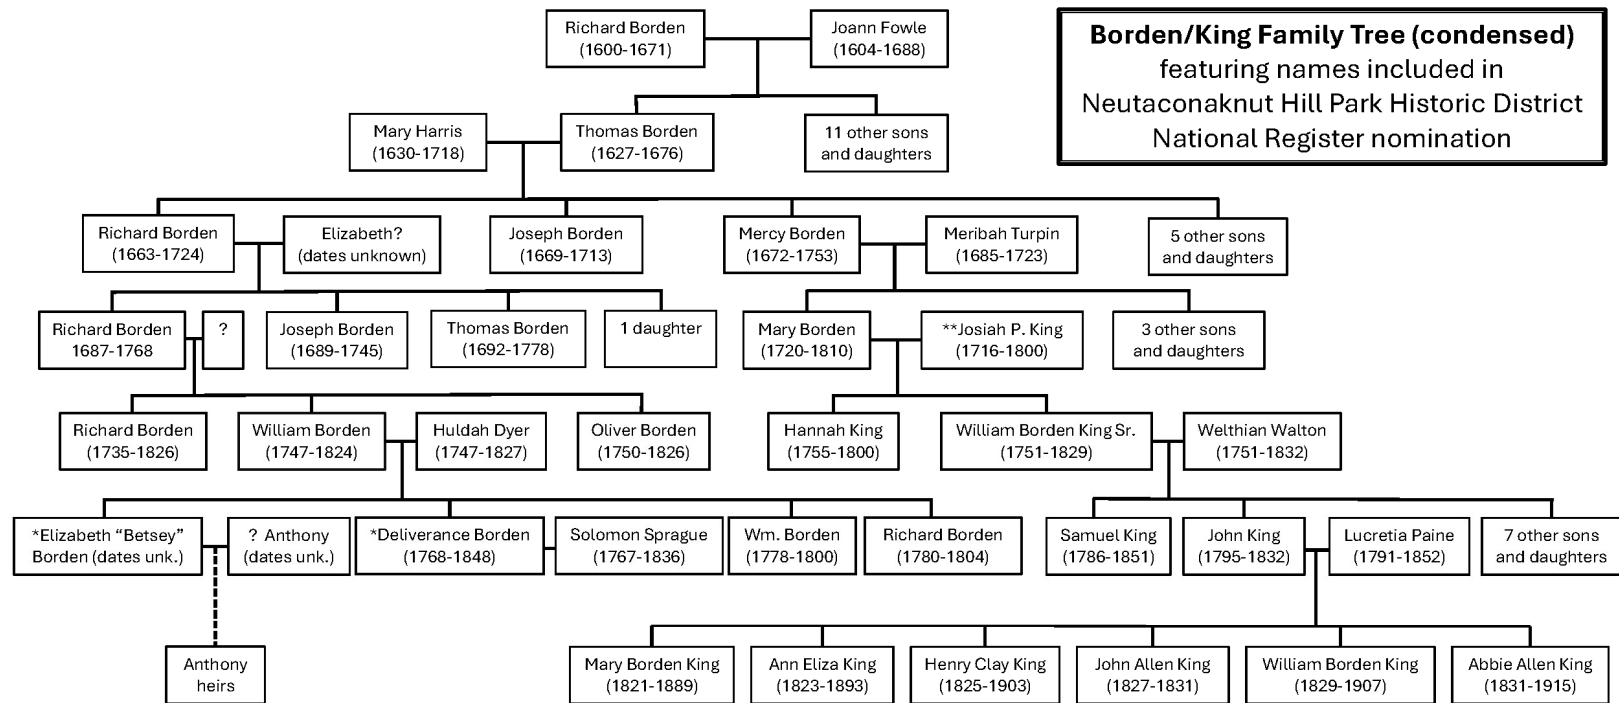 Richard Borden
(1600-1671)
Joann Fowle
(1604-1688)
Borden/King Family Tree (condensed)
featuring names included in
Neutaconaknut Hill Park Historic District
National Register nomination
Mary Harris
(1630-1718)
Thomas Borden
(1627-1676)
11 other sons
and daughters
Richard Borden
(1663-1724)
Elizabeth?
(dates unknown)
Joseph Borden
(1669-1713)
Mercy Borden
(1672-1753)
Meribah Turpin
(1685-1723)
5 other sons
and daughters
Richard Borden
1687-1768
?
Joseph Borden
(1689-1745)
Thomas Borden
(1692-1778)
1 daughter
Mary Borden
(1720-1810)
**Josiah P. King
(1716-1800)
3 other sons
and daughters
Richard Borden
(1735-1826)
William Borden
(1747-1824)
Huldah Dyer
(1747-1827)
Oliver Borden
(1750-1826)
Hannah King
(1755-1800)
William Borden King Sr.
(1751-1829)
Welthian Walton
(1751-1832)
*Elizabeth “Betsey”
Borden (dates unk.)
? Anthony
(dates unk.)
*Deliverance Borden
(1768-1848)
Solomon Sprague
(1767-1836)
Wm. Borden
(1778-1800)
Richard Borden
(1780-1804)
Samuel King
(1786-1851)
John King
(1795-1832)
Lucretia Paine
(1791-1852)
7 other sons
and daughters
Anthony
heirs
Mary Borden King
(1821-1889)
Ann Eliza King
(1823-1893)
Henry Clay King
(1825-1903)
John Allen King
(1827-1831)
William Borden King
(1829-1907)
Abbie Allen King
(1831-1915)